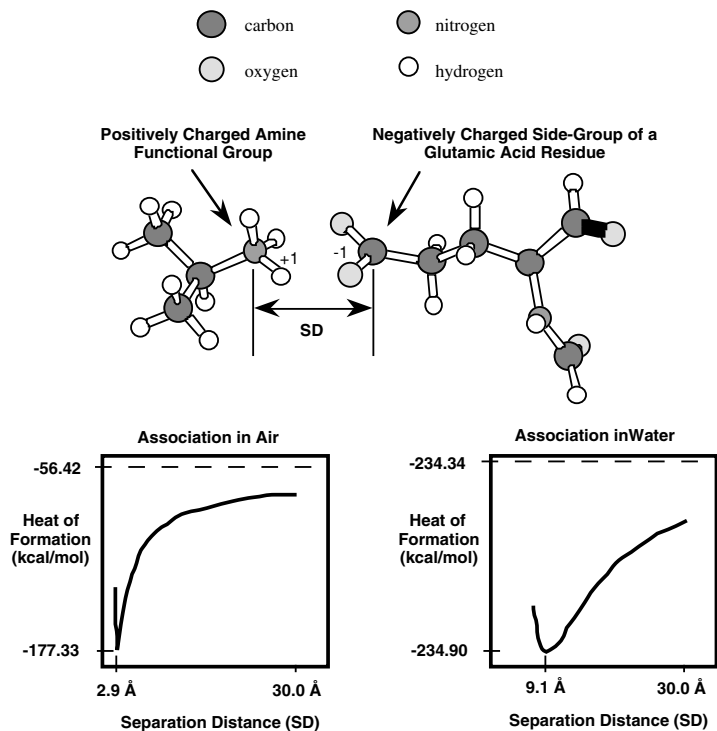 carbon
nitrogen
oxygen
hydrogen
Positively Charged Amine
Functional Group
Negatively Charged Side-Group of a
Glutamic Acid Residue
+1
-1
SD
Association in Air
-56.42
Heat of
Formation
(kcal/mol)
-177.33
2.9 Å
30.0 Å
Separation Distance (SD)
Association inWater
-234.34
Heat of
Formation
(kcal/mol)
-234.90
9.1 Å
30.0 Å
Separation Distance (SD)